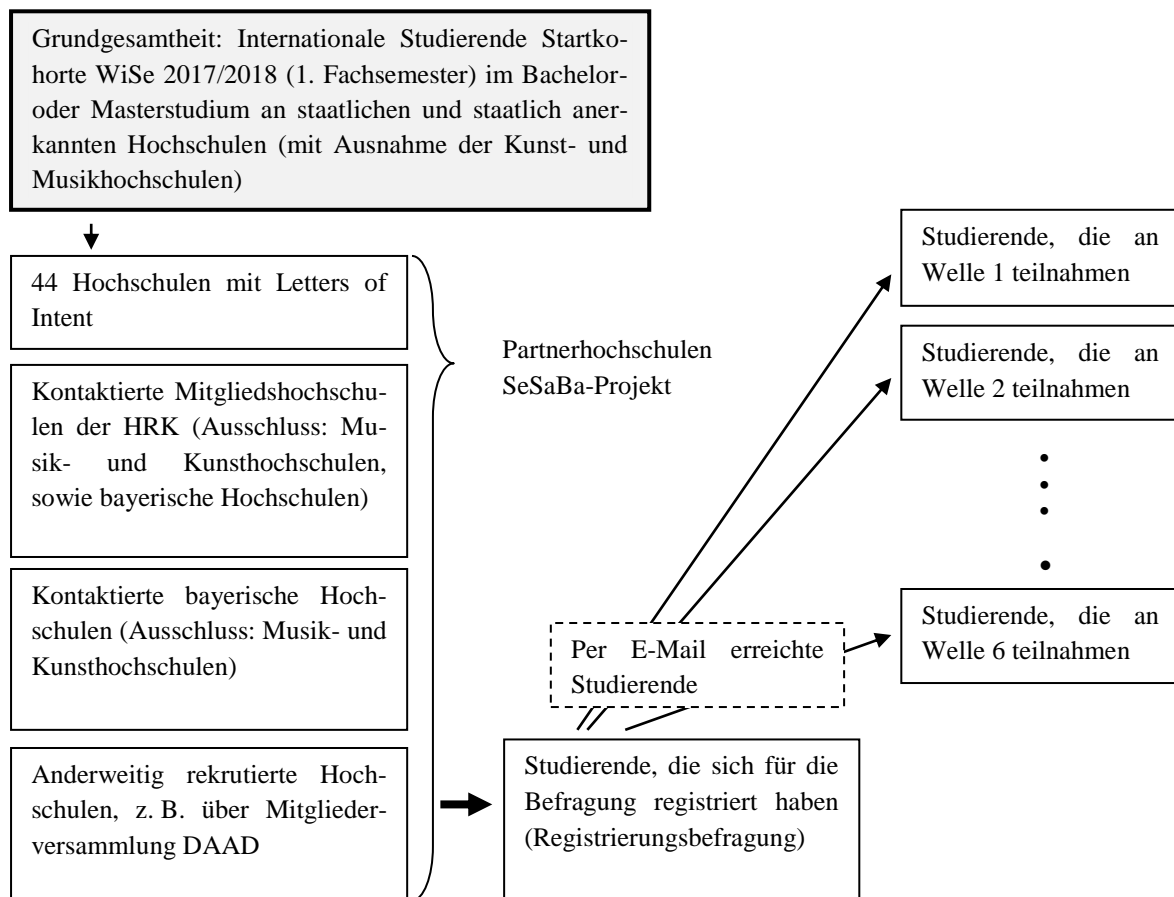 Grundgesamtheit: Internationale Studierende Startko-
horte WiSe 2017/2018 (1. Fachsemester) im Bachelor-
oder Masterstudium an staatlichen und staatlich aner-
kannten Hochschulen (mit Ausnahme der Kunst- und
Musikhochschulen)
44 Hochschulen mit Letters of
Intent
Kontaktierte Mitgliedshochschu-
len der HRK (Ausschluss: Mu-
sik- und Kunsthochschulen,
sowie bayerische Hochschulen)
Kontaktierte bayerische Hoch-
schulen (Ausschluss: Musik- und
Kunsthochschulen)
Anderweitig rekrutierte Hoch-
schulen, z. B. über Mitglieder-
versammlung DAAD
Partnerhochschulen
SeSaBa-Projekt
Studierende, die sich für die
Befragung registriert haben
(Registrierungsbefragung)
Per E-Mail erreichte
Studierende
Studierende, die an
Welle 1 teilnahmen
Studierende, die an
Welle 2 teilnahmen
Studierende, die an
Welle 6 teilnahmen